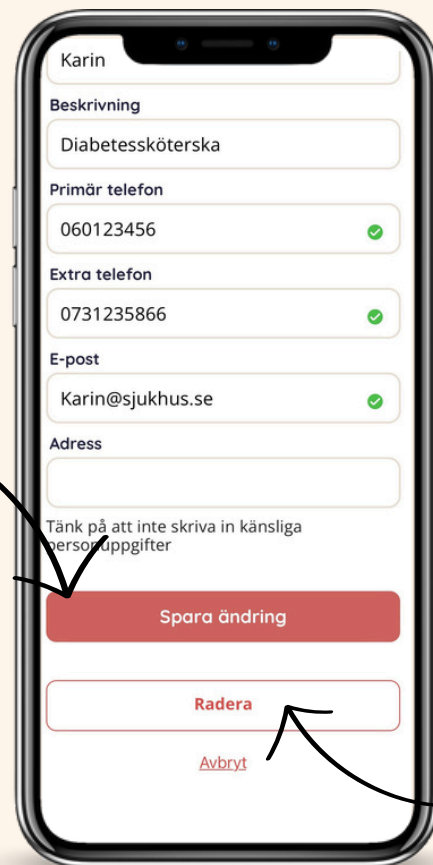 Karin
Beskrivning
Diabetessköterska
Primär telefon
060123456
Extra telefon
0731235866
E-post
Karin@sjukhus.se
Adress
Tänk på att inte skriva in känsliga
personuppgifter
Spara ändring
Radera
Avbryt